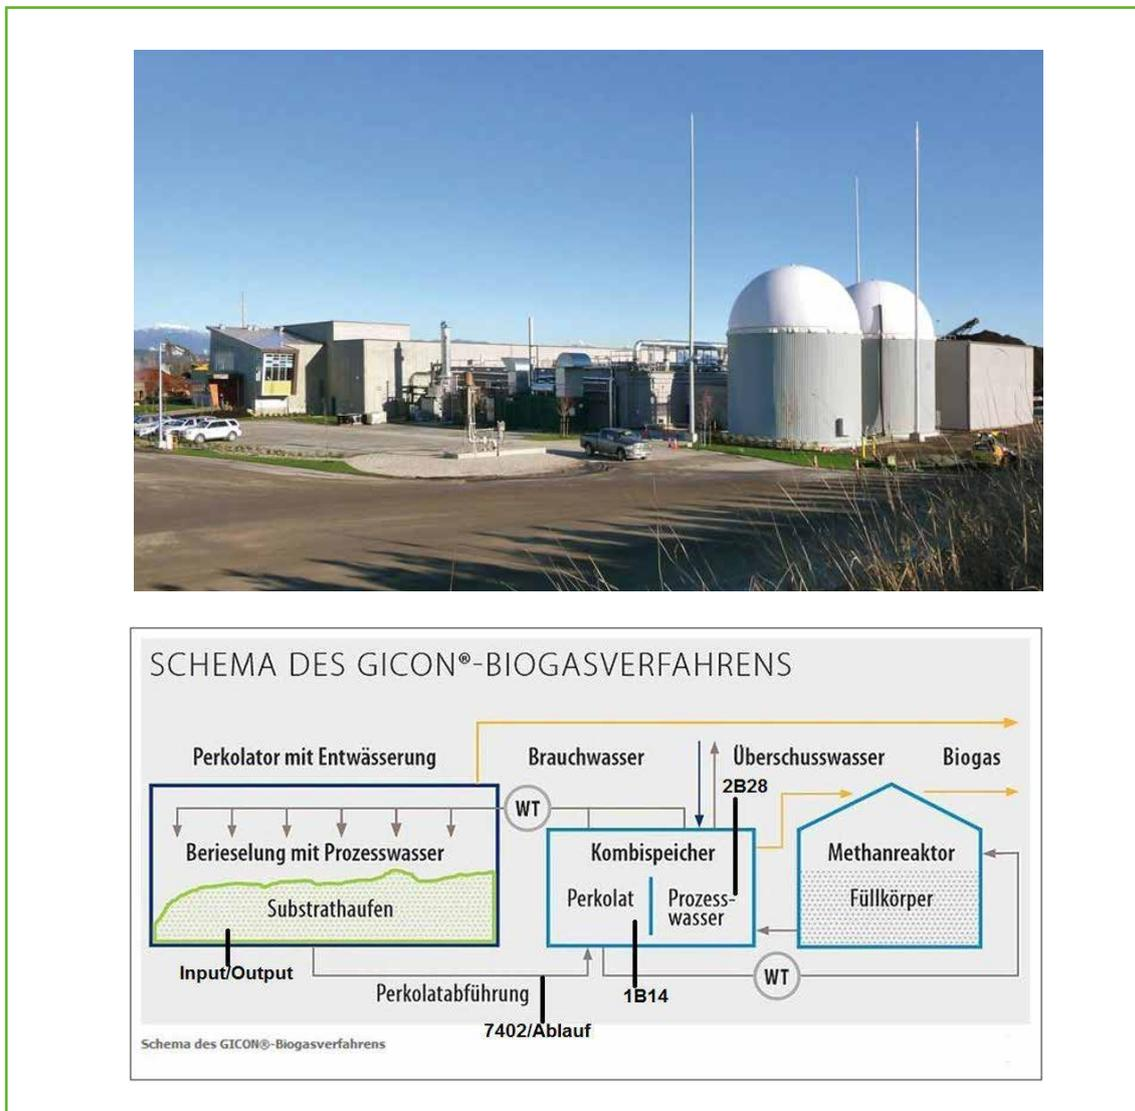 SCHEMA DES GICON®-BIOGASVERFAHRENS
Perkolator mit Entwässerung
Brauchwasser
Überschusswasser
Biogas
2B28
WT
Berieselung mit Prozesswasser
Kombispeicher
Methanreaktor
Substrathaufen
Perkolat
Prozess-
wasser
Füllkörper
Input/Output
WT
Perkolatabführung
1B14
7402/Ablauf
Schema des GICON®-Biogasverfahrens